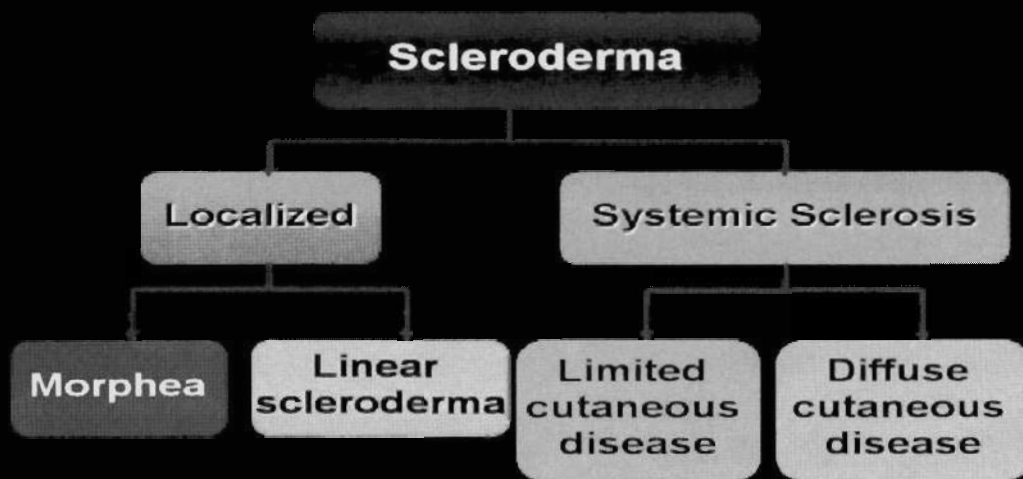 Scleroderma
Localized
Systemic Sclerosis
Morphea
Linear
scleroderma
Limited
cutaneous
disease
Diffuse
cutaneous
disease